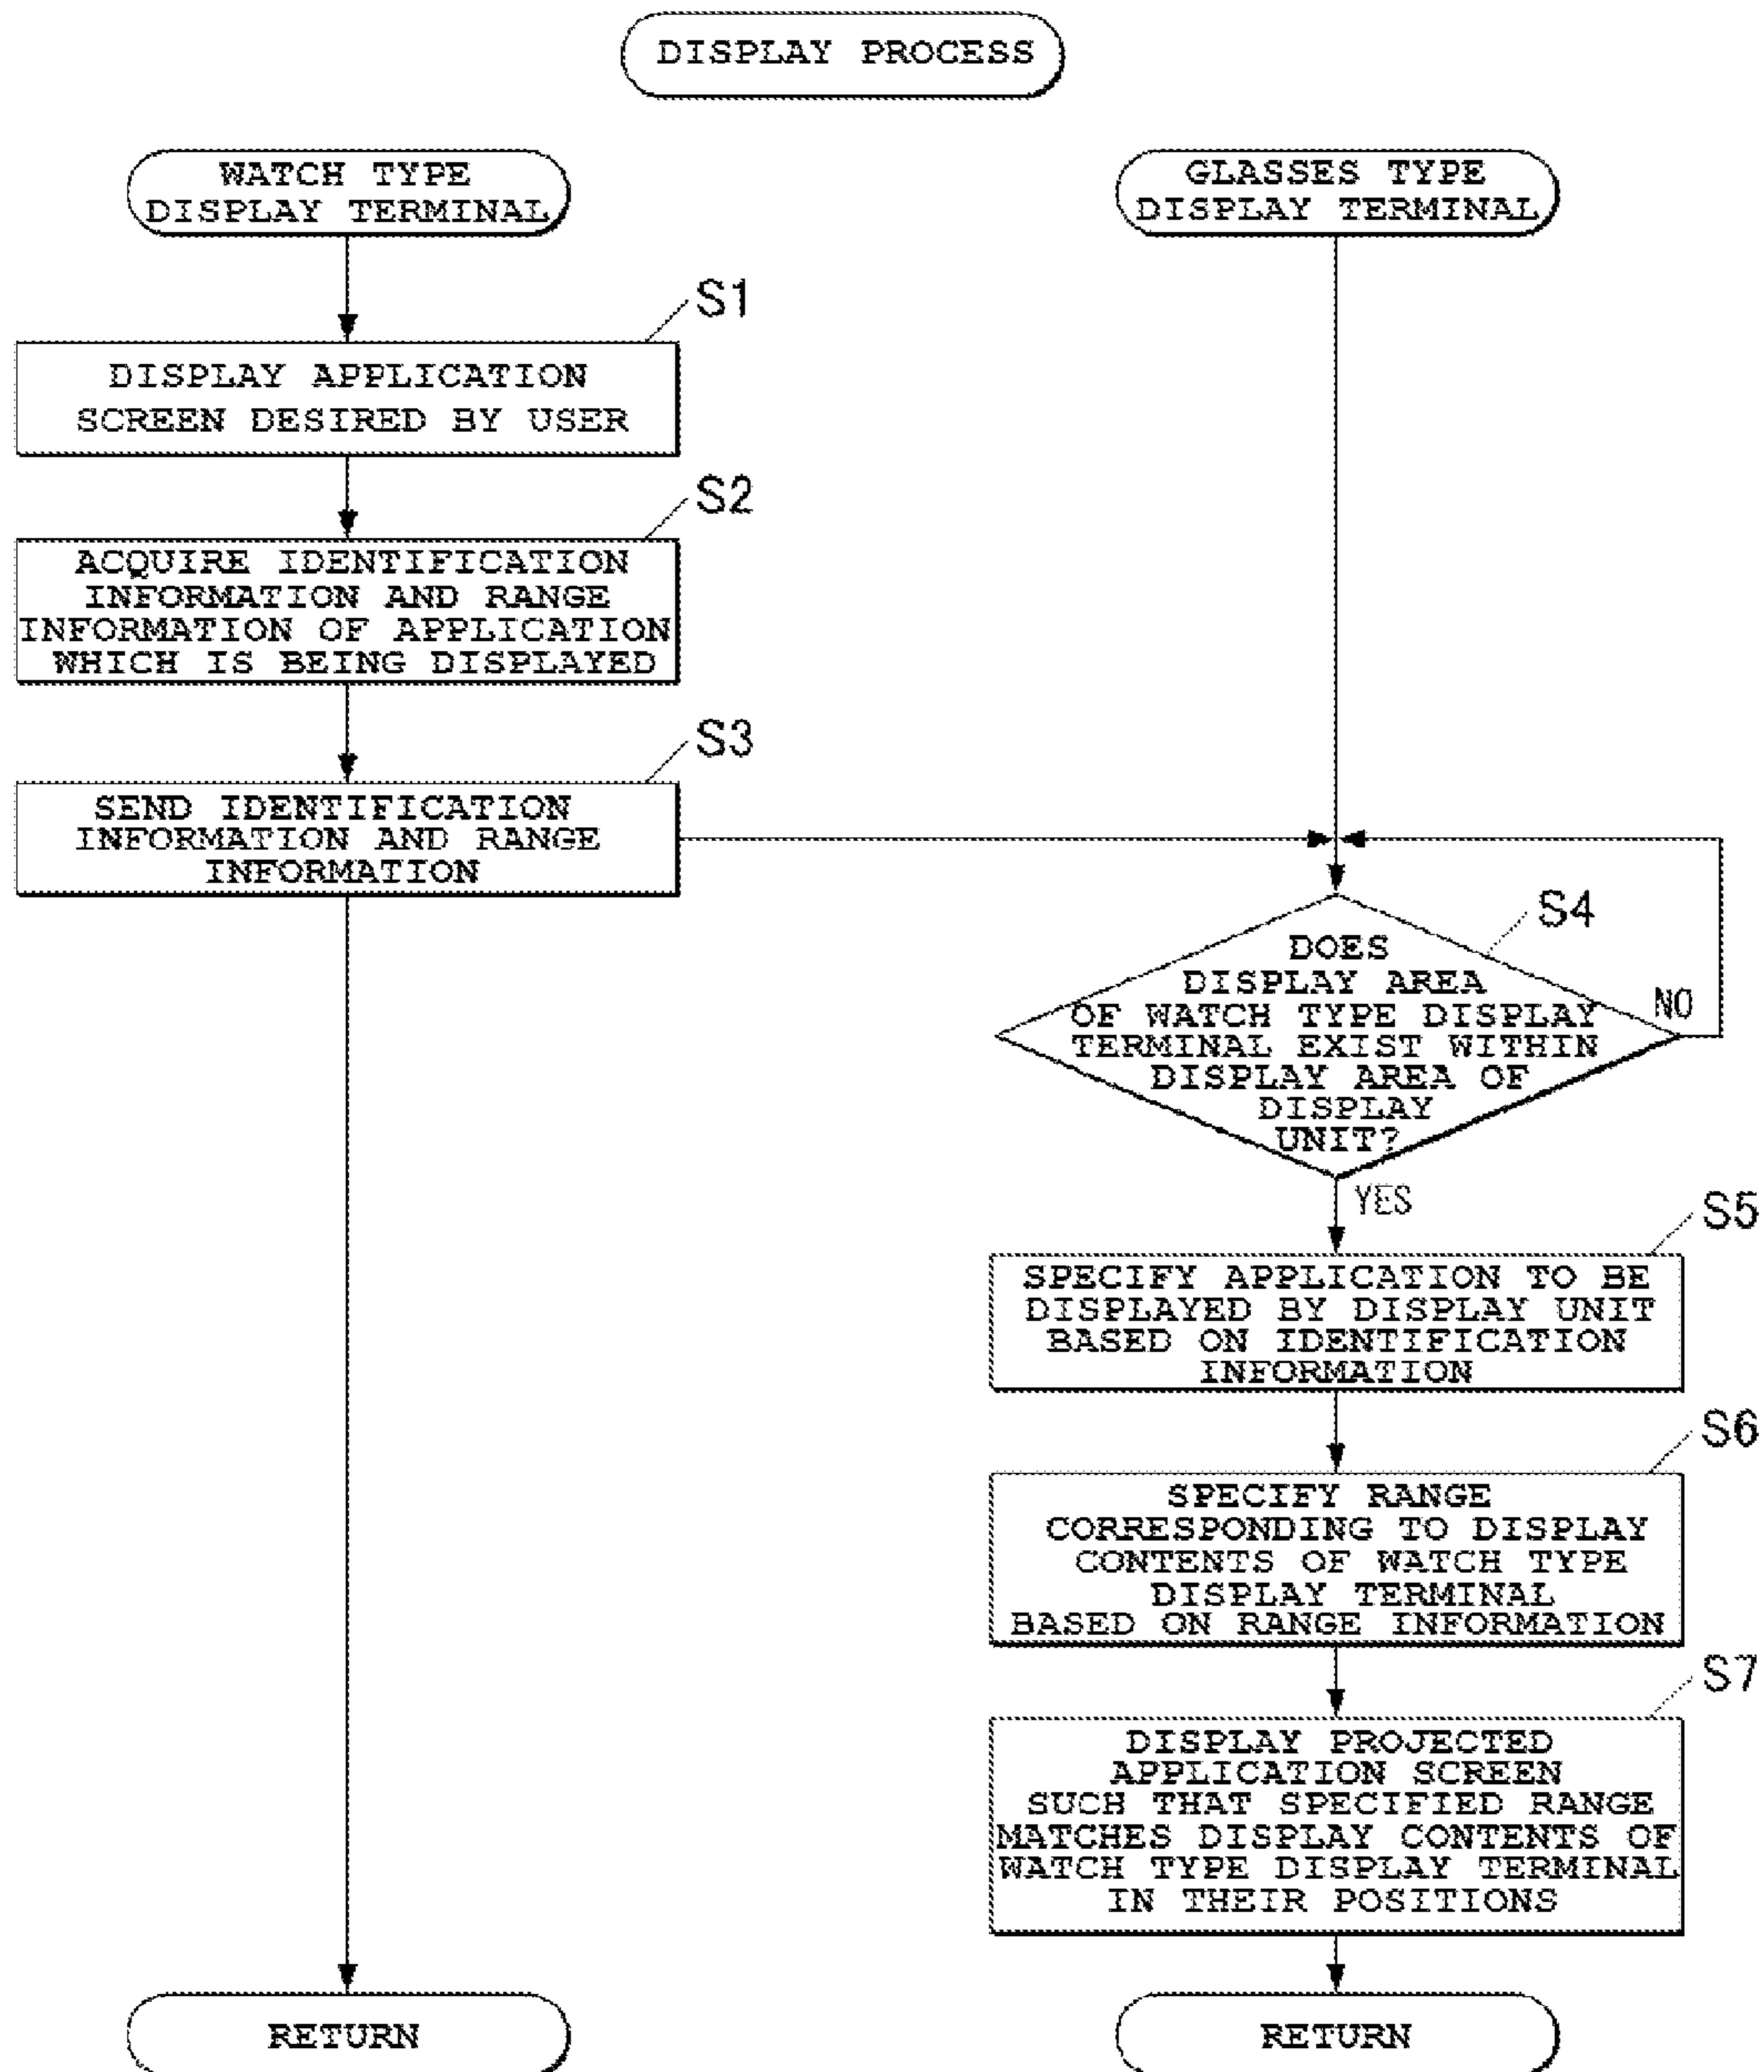 DISPLAY PROCESS
WATCH TYPE
DISPLAY TERMINAL
S1
DISPLAY APPLICATION
SCREEN DESIRED BY USER
S2
ACQUIRE IDENTIFICATION
INFORMATION AND RANGE
INFORMATION OF APPLICATION
WHICH IS BEING DISPLAYED
S3
SEND IDENTIFICATION
INFORMATION AND RANGE
INFORMATION
RETURN
GLASSES TYPE
DISPLAY TERMINAL
S4
DOES
DISPLAY AREA
OF WATCH TYPE DISPLAY
TERMINAL EXIST WITHIN
DISPLAY AREA OF
DISPLAY
UNIT?
NO
YES
S5
SPECIFY APPLICATION TO BE
DISPLAYED BY DISPLAY UNIT
BASED ON IDENTIFICATION
INFORMATION
S6
SPECIFY RANGE
CORRESPONDING TO DISPLAY
CONTENTS OF WATCH TYPE
DISPLAY TERMINAL
BASED ON RANGE INFORMATION
S7
DISPLAY PROJECTED
APPLICATION SCREEN
SUCH THAT SPECIFIED RANGE
MATCHES DISPLAY CONTENTS OF
WATCH TYPE DISPLAY TERMINAL
IN THEIR POSITIONS
RETURN